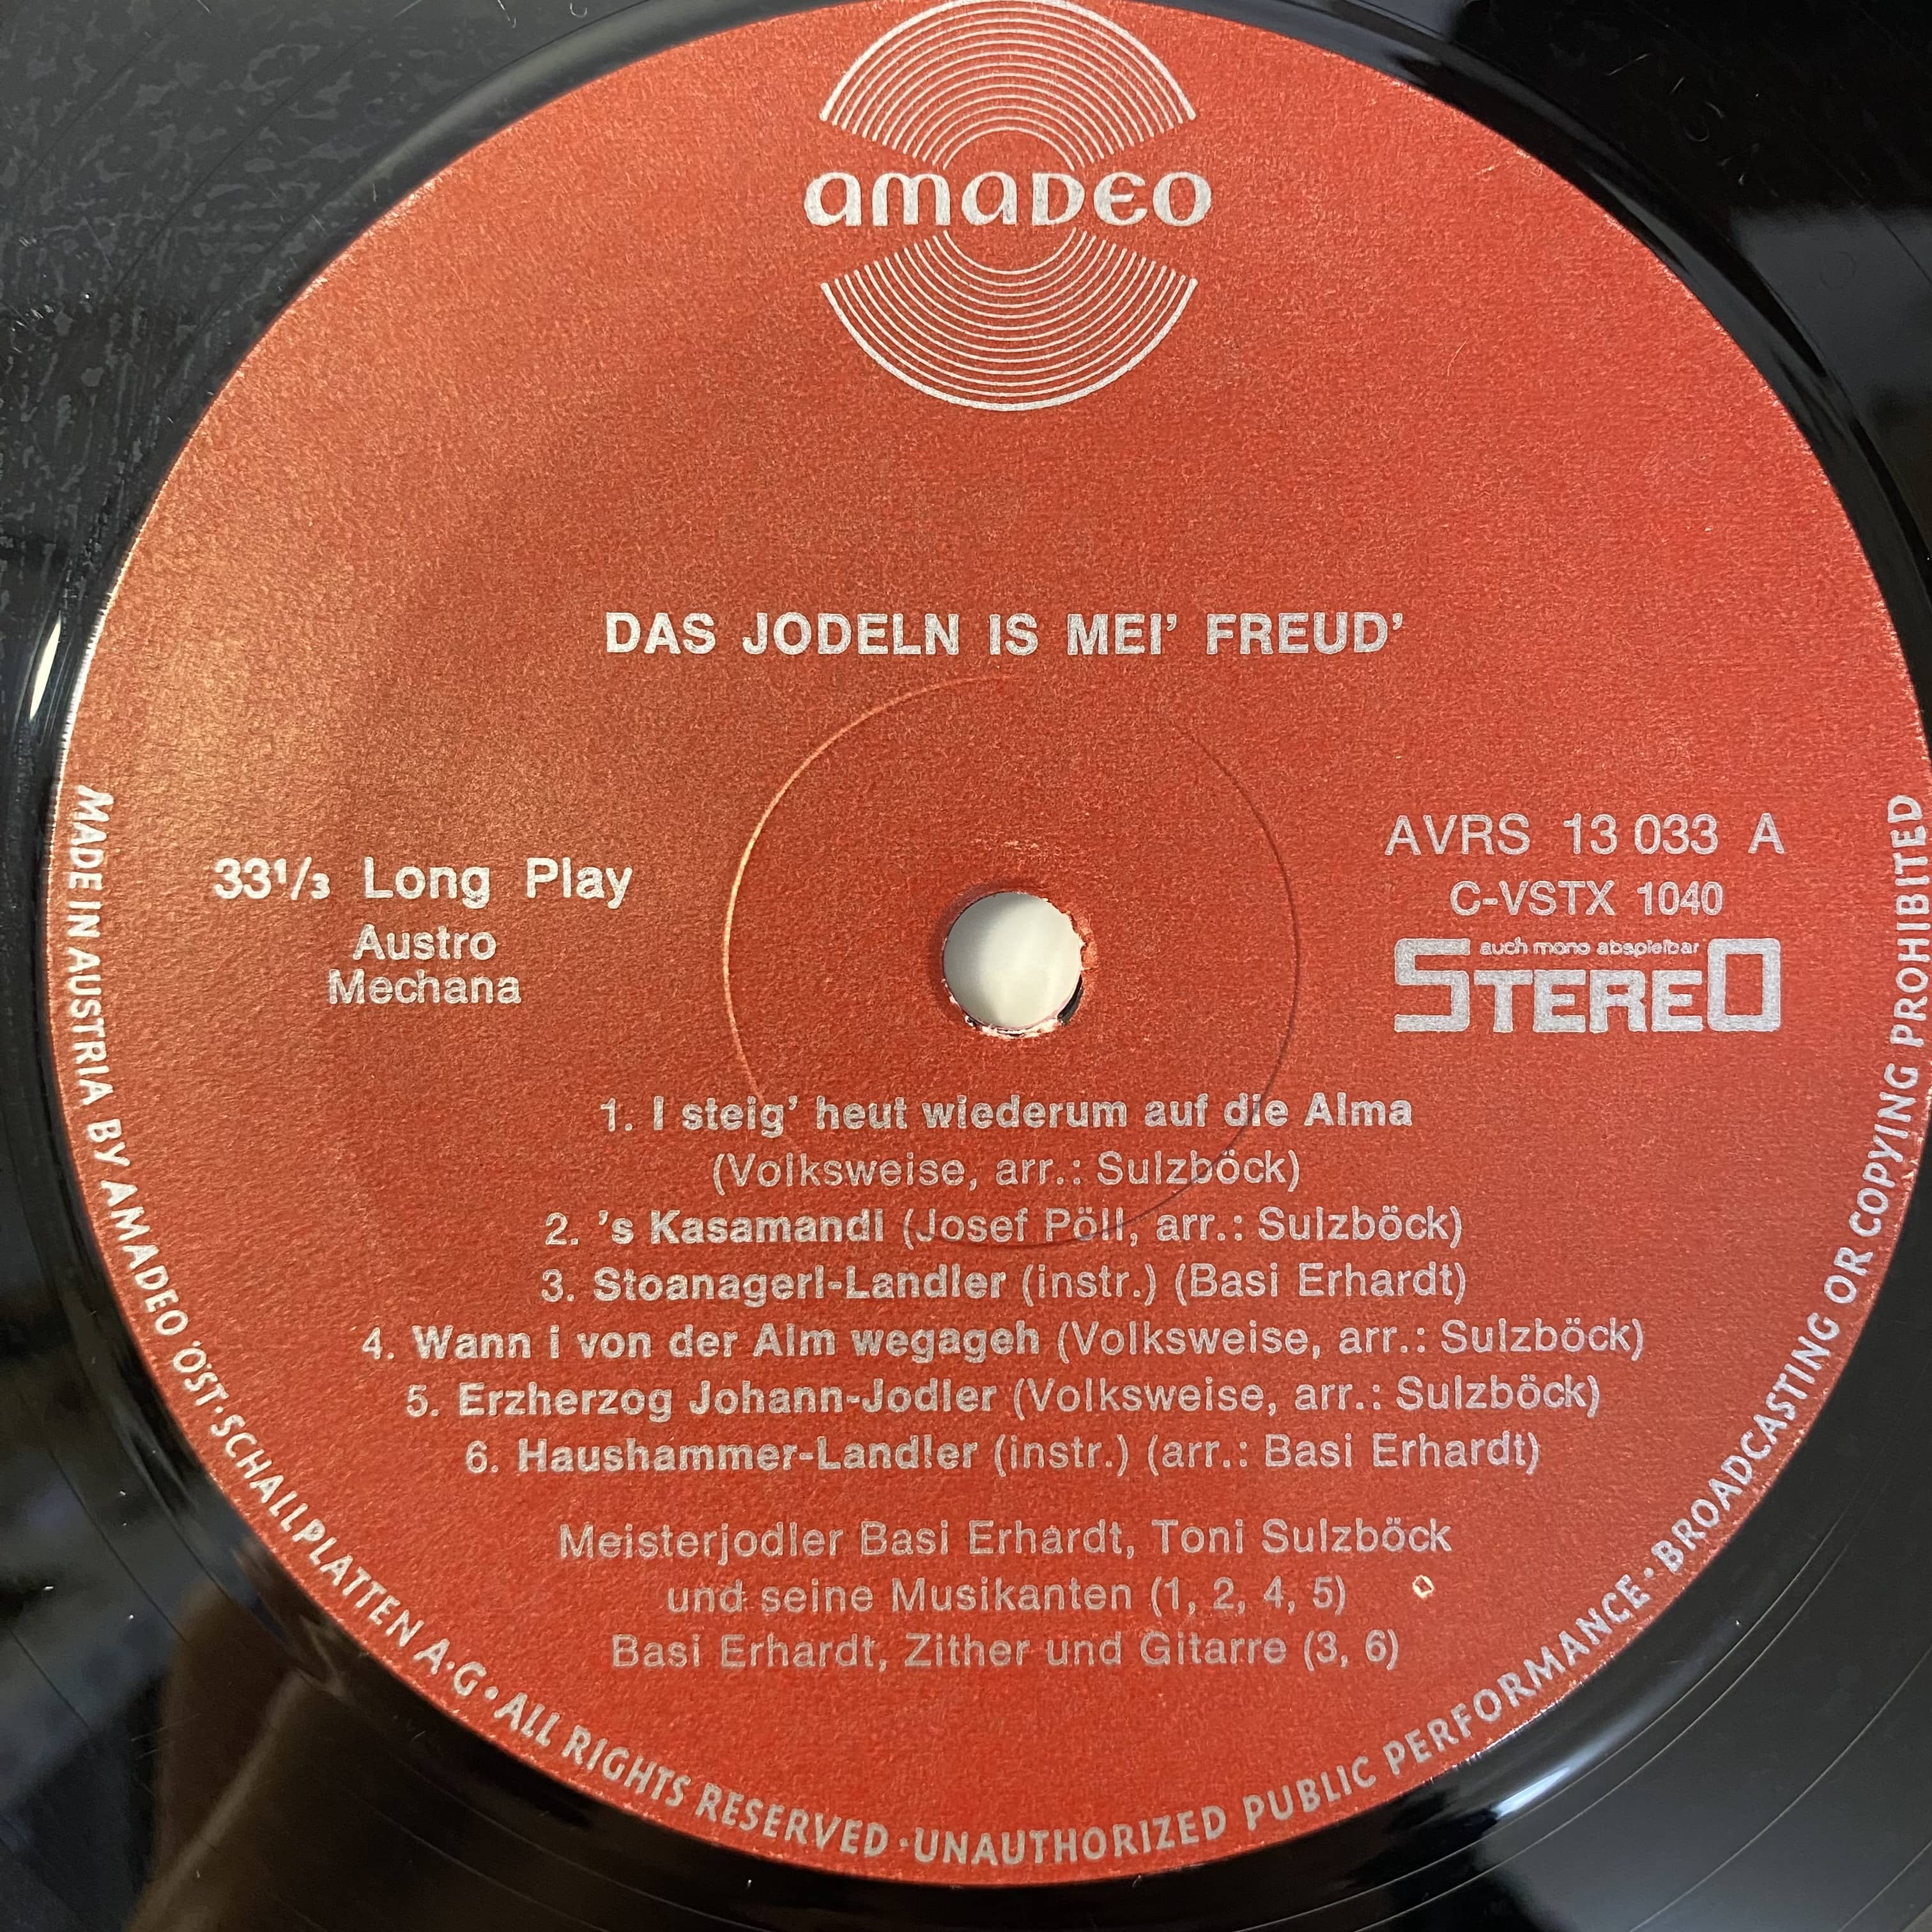 amadeo
DAS JODELN IS MEI' FREUD'
33 1/3 Long Play
Austro
Mechana
AVRS 13 033 A
C-VSTX 1040
auch mono abspielbar
STEREO
1. I steig' heut wiederum auf die Alma
(Volksweise, arr.: Sulzböck)
2. 's Kasamandl (Josef Pöll, arr.: Sulzböck)
3. Stoanagerl-Landler (instr.) (Basi Erhardt)
4. Wann i von der Alm wegageh (Volksweise, arr.: Sulzböck)
5. Erzherzog Johann-Jodler (Volksweise, arr.: Sulzböck)
6. Haushammer-Landler (instr.) (arr.: Basi Erhardt)
Meisterjodler Basi Erhardt, Toni Sulzböck
und seine Musikanten (1, 2, 4, 5)
Basi Erhardt, Zither und Gitarre (3, 6)
MADE IN AUSTRIA BY AMADEO ÖST·SCHALLPLATTEN A·G·ALL RIGHTS RESERVED·UNAUTHORIZED PUBLIC PERFORMANCE·BROADCASTING OR COPYING PROHIBITED